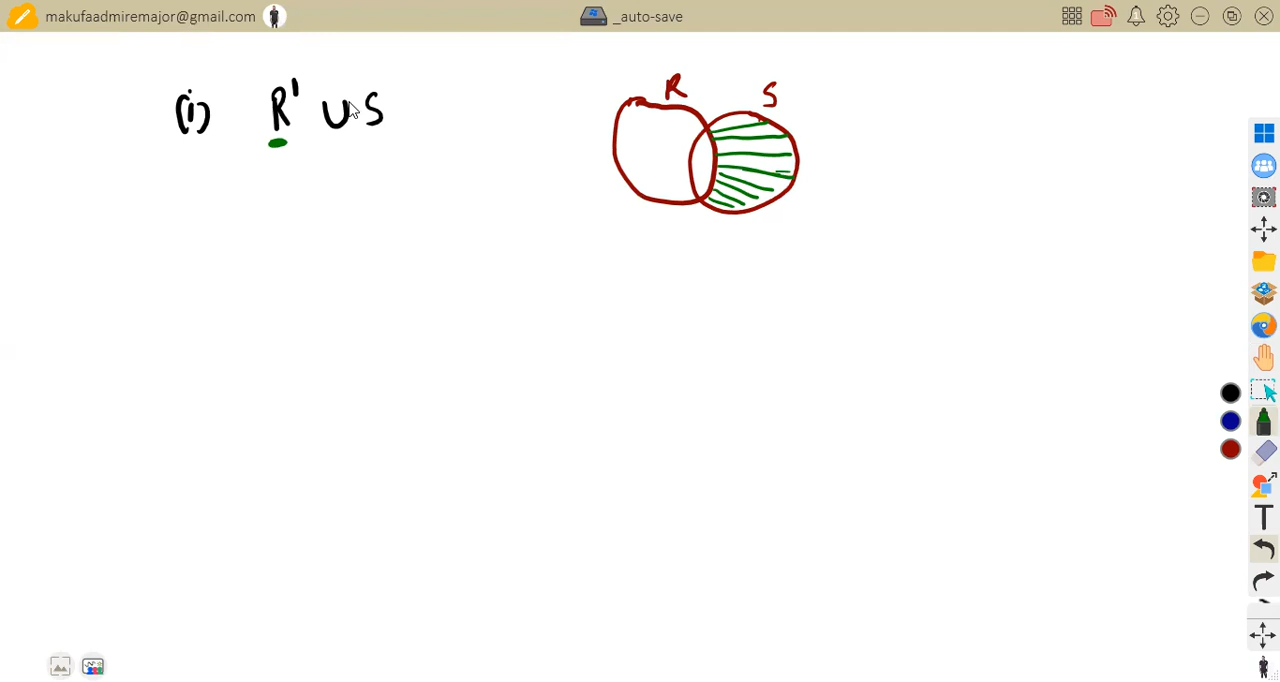 makufaadmiremajor@gmail.com
_auto-save
(i) R' ∪ S
R
S
T